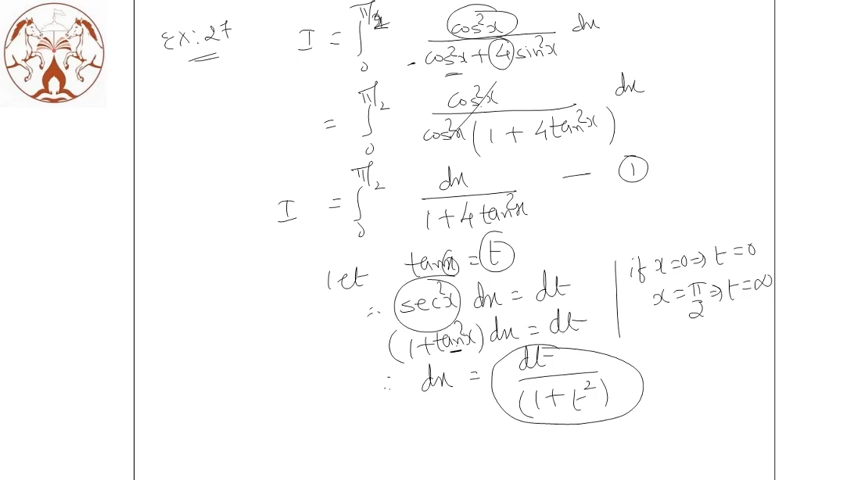 Ex:27 I = ∫₀^(π/2) cos²x / (cos²x + 4 sin²x) dx
= ∫₀^(π/2) cos²x / (cos²x (1 + 4tan²x)) dx
I = ∫₀^(π/2) dx / (1 + 4tan²x) — ①
let tanx = t
∴ sec²x dx = dt
(1+tan²x) dx = dt
∴ dx = dt / (1+t²)
if x=0 ⇒ t=0
x = π/2 ⇒ t=∞